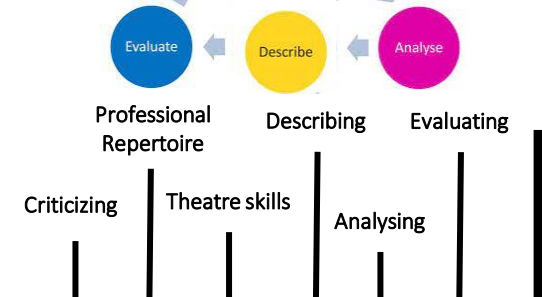 Evaluate
Describe
Analyse
Professional
Repertoire
Describing
Evaluating
Criticizing
Theatre skills
Analysing